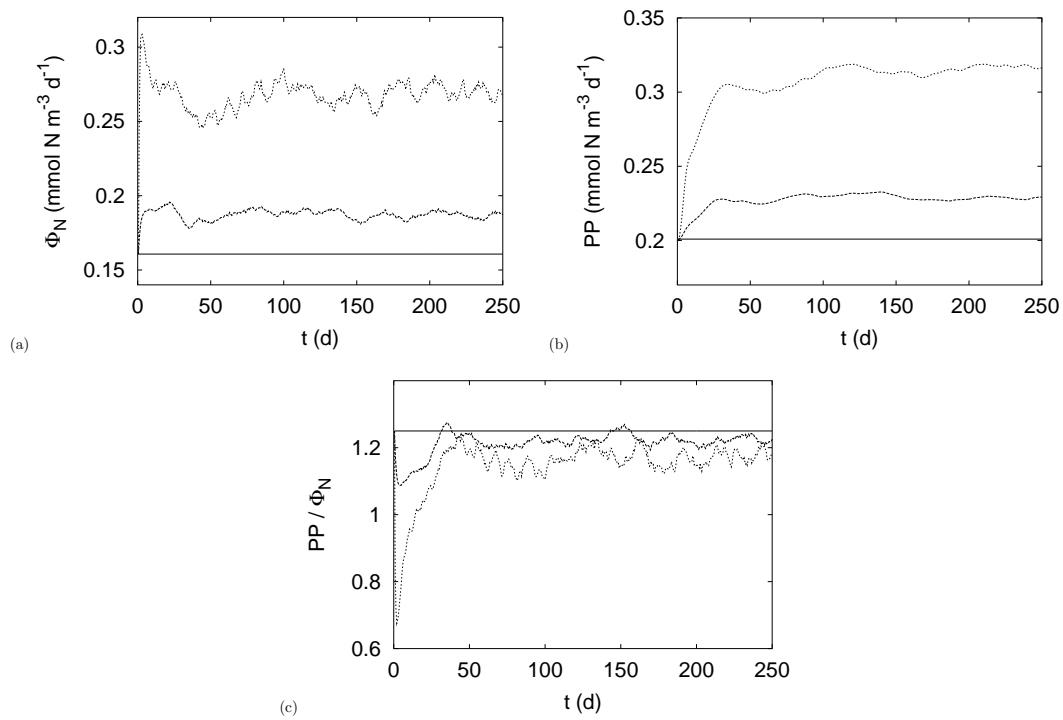 Φ_N (mmol N m⁻³ d⁻¹)
0.3
0.25
0.2
0.15
0 50 100 150 200 250
t (d)
(a)
PP (mmol N m⁻³ d⁻¹)
0.35
0.3
0.25
0.2
0 50 100 150 200 250
t (d)
(b)
PP / Φ_N
1.2
1
0.8
0.6
0 50 100 150 200 250
t (d)
(c)